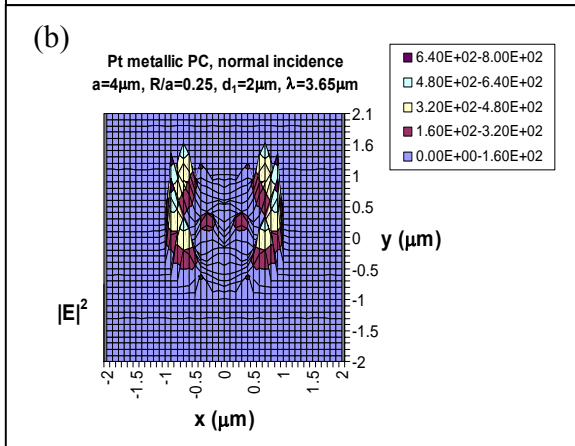 (b)
Pt metallic PC, normal incidence
a=4μm, R/a=0.25, d₁=2μm, λ=3.65μm
6.40E+02-8.00E+02
4.80E+02-6.40E+02
3.20E+02-4.80E+02
1.60E+02-3.20E+02
0.00E+00-1.60E+02
2.1
1.6
1
0.5
0
-0.5
-1
-1.5
-2
y (μm)
|E|²
-2
-1.5
-1
-0.5
0
0.5
1
1.5
2
x (μm)